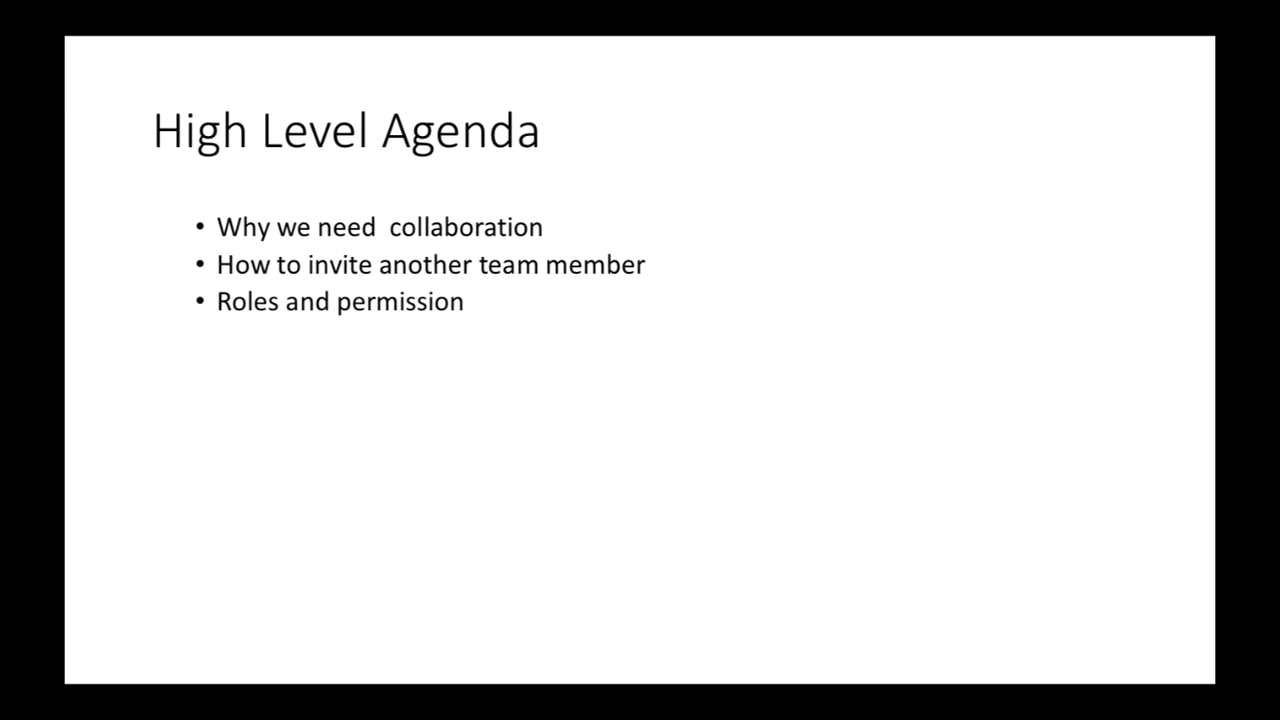 High Level Agenda
• Why we need  collaboration
• How to invite another team member
• Roles and permission